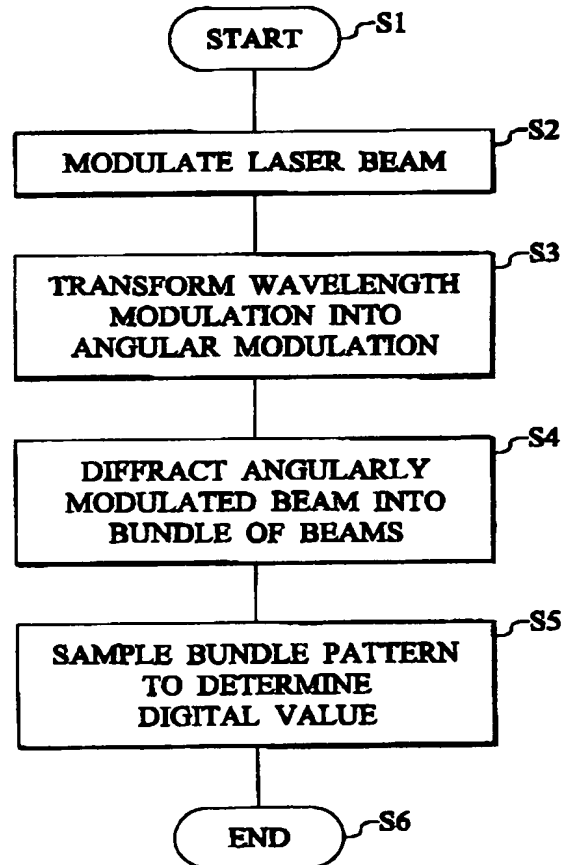 START
S1
MODULATE LASER BEAM
S2
TRANSFORM WAVELENGTH
MODULATION INTO
ANGULAR MODULATION
S3
DIFFRACT ANGULARLY
MODULATED BEAM INTO
BUNDLE OF BEAMS
S4
SAMPLE BUNDLE PATTERN
TO DETERMINE
DIGITAL VALUE
S5
END
S6